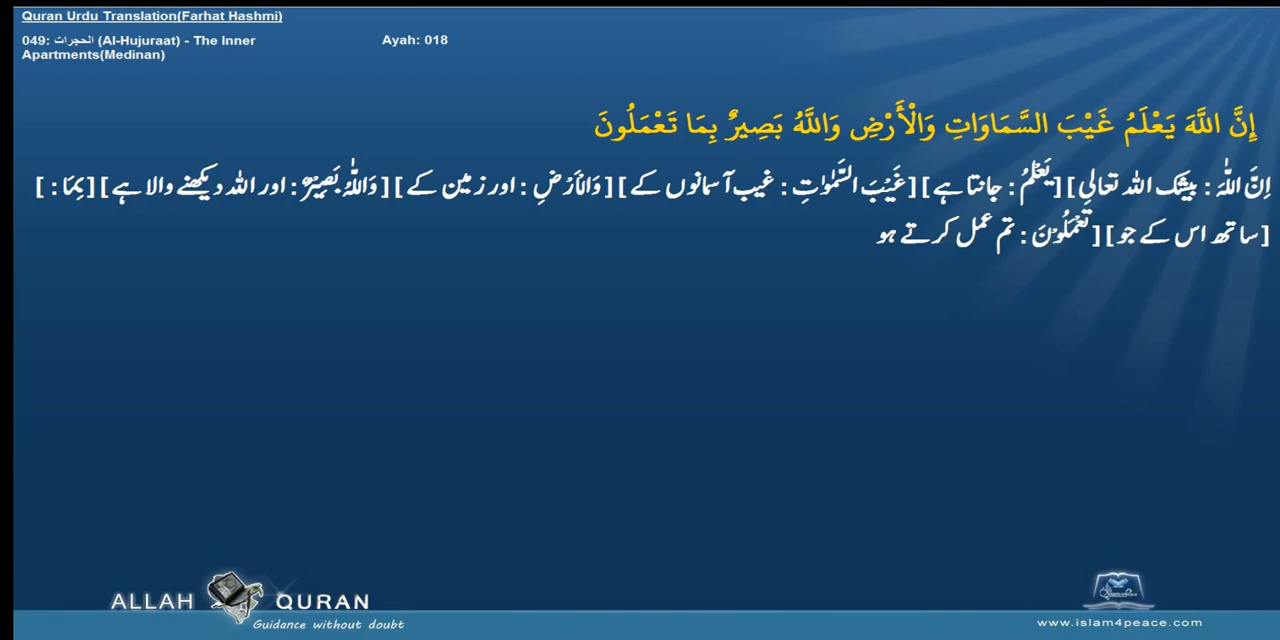 Quran Urdu Translation(Farhat Hashmi)
049: الحجرات (Al-Hujuraat) - The Inner Apartments(Medinan)
Ayah: 018
إِنَّ اللَّهَ يَعْلَمُ غَيْبَ السَّمَاوَاتِ وَالْأَرْضِ وَاللَّهُ بَصِيرٌ بِمَا تَعْمَلُونَ
اِنَّ اللّٰہَ : بیشک اللہ تعالیٰ] [یَعْلَمُ : جانتا ہے] [غَیْبَ السَّمٰوٰتِ : غیب آسمانوں کے] [وَالْاَرْضِ : اور زمین کے] [وَاللّٰہُ بَصِیْرٌۢ : اور اللہ دیکھنے والا ہے] [بِمَا : ]
[ساتھ اس کے جو] [تَعْمَلُوْنَ : تم عمل کرتے ہو
ALLAH QURAN
Guidance without doubt
www.islam4peace.com